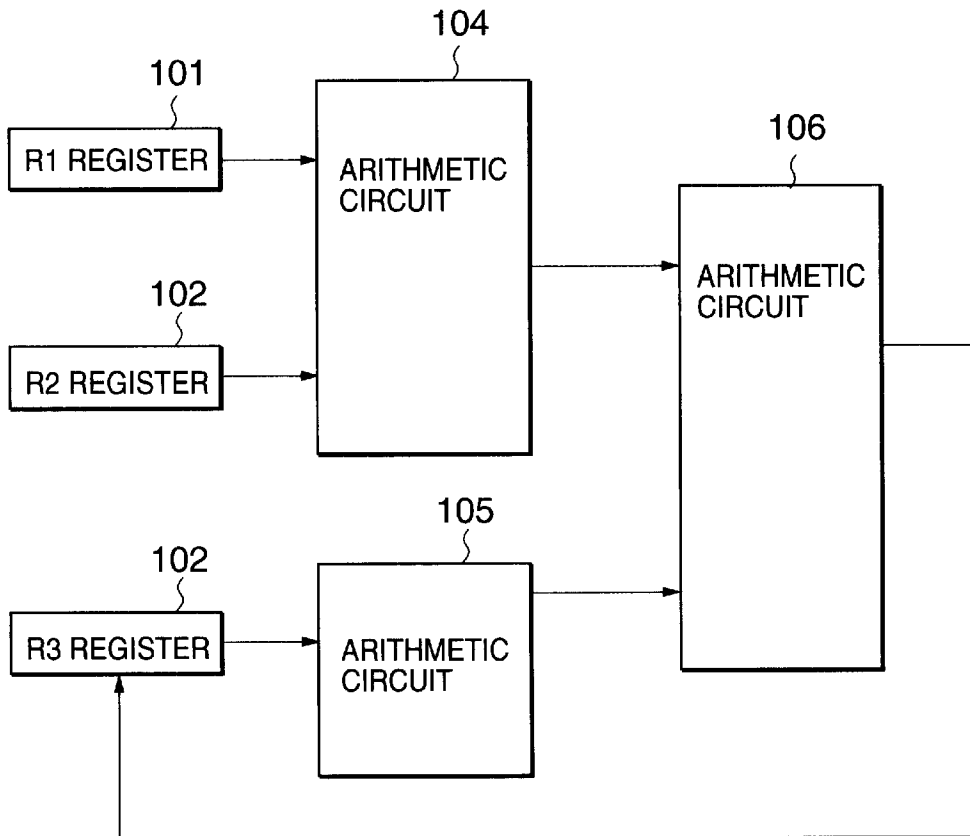 104
101
R1 REGISTER
ARITHMETIC
CIRCUIT
106
ARITHMETIC
CIRCUIT
102
R2 REGISTER
105
102
R3 REGISTER
ARITHMETIC
CIRCUIT